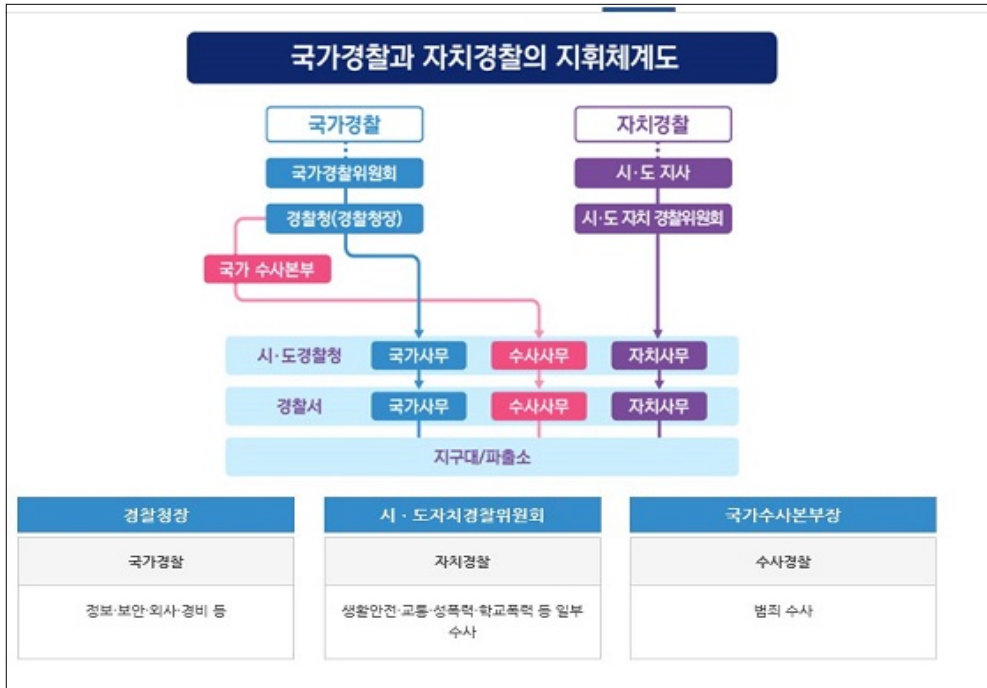 국가경찰과 자치경찰의 지휘체계도
국가경찰
자치경찰
국가경찰위원회
시·도 지사
경찰청(경찰청장)
시·도 자치 경찰위원회
국가 수사본부
시·도경찰청
국가사무
수사사무
자치사무
경찰서
국가사무
수사사무
자치사무
지구대/파출소
경찰청장
시·도자치경찰위원회
국가수사본부장
국가경찰
자치경찰
수사경찰
정보·보안·외사·경비 등
생활안전·교통·성폭력·학교폭력 등 일부
수사
범죄 수사